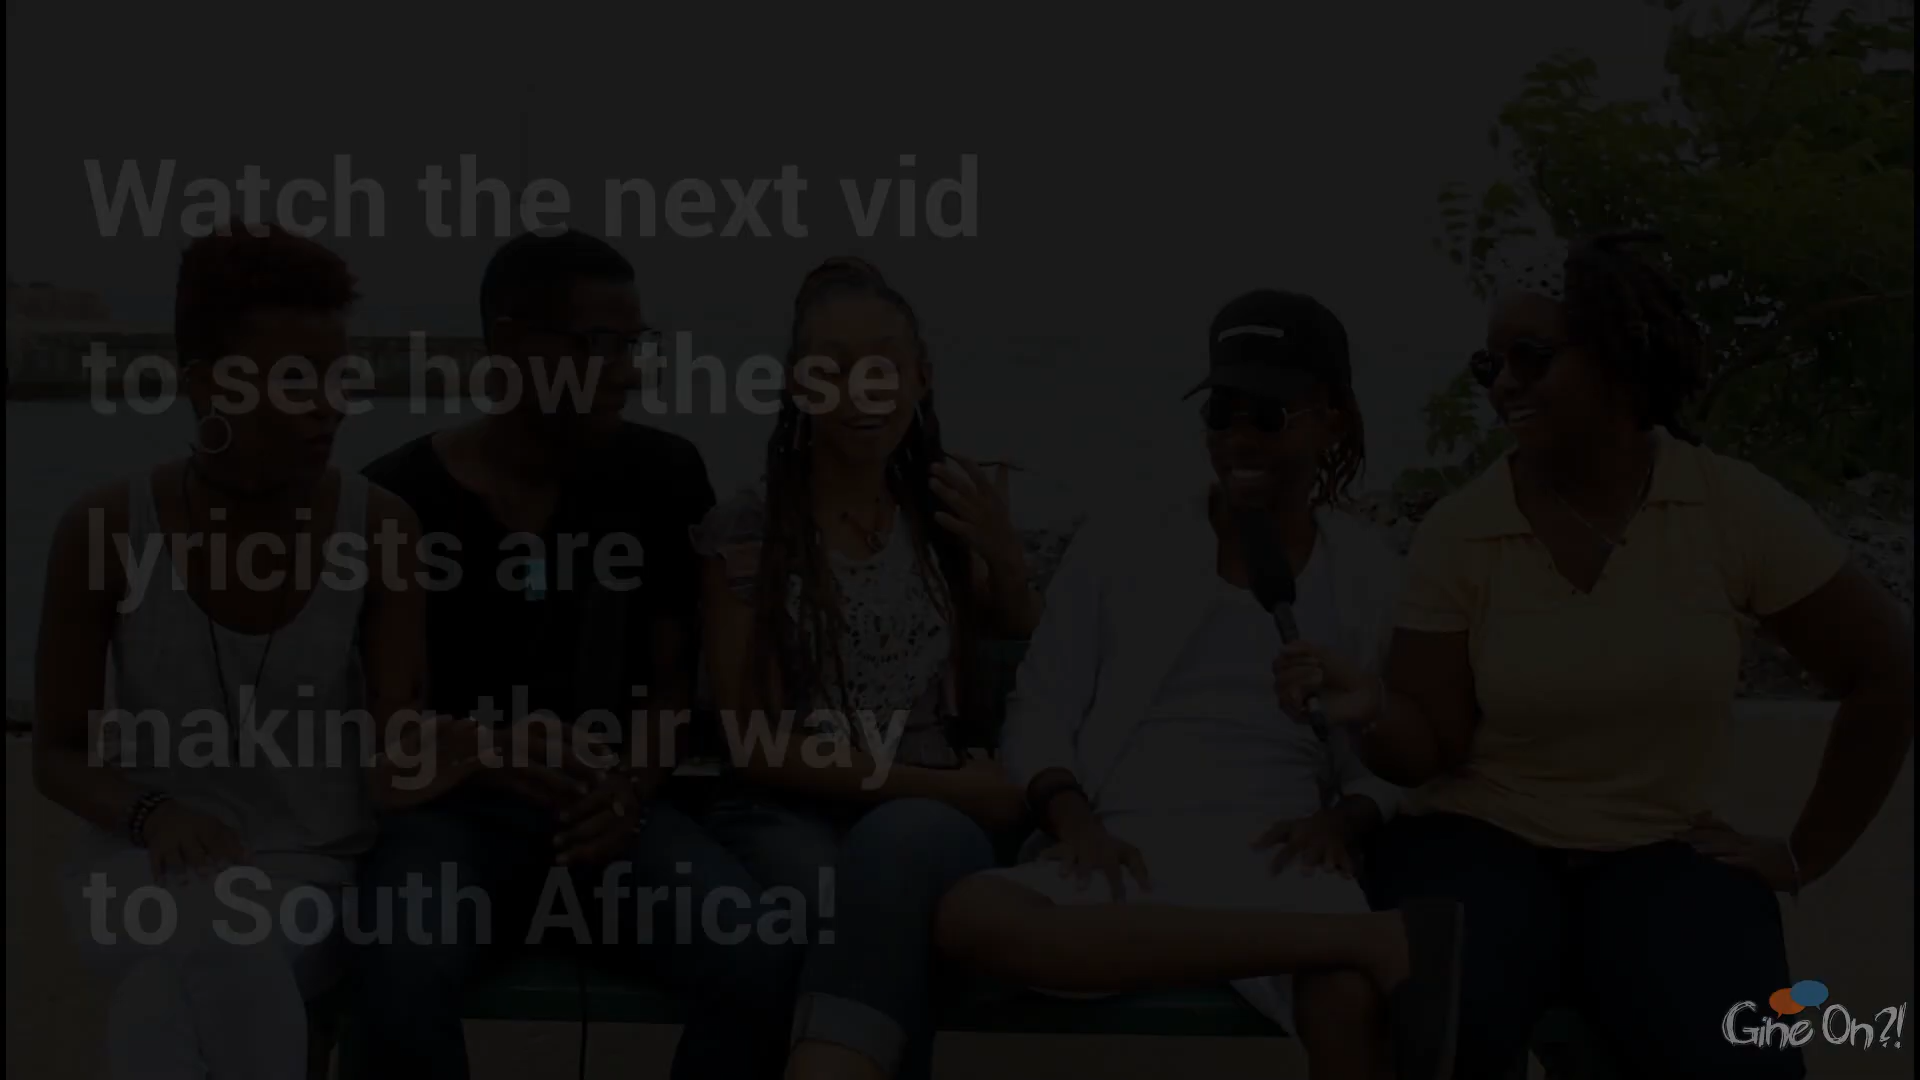 Watch the next vid
to see how these
lyricists are
making their way
to South Africa!
Gine On?!